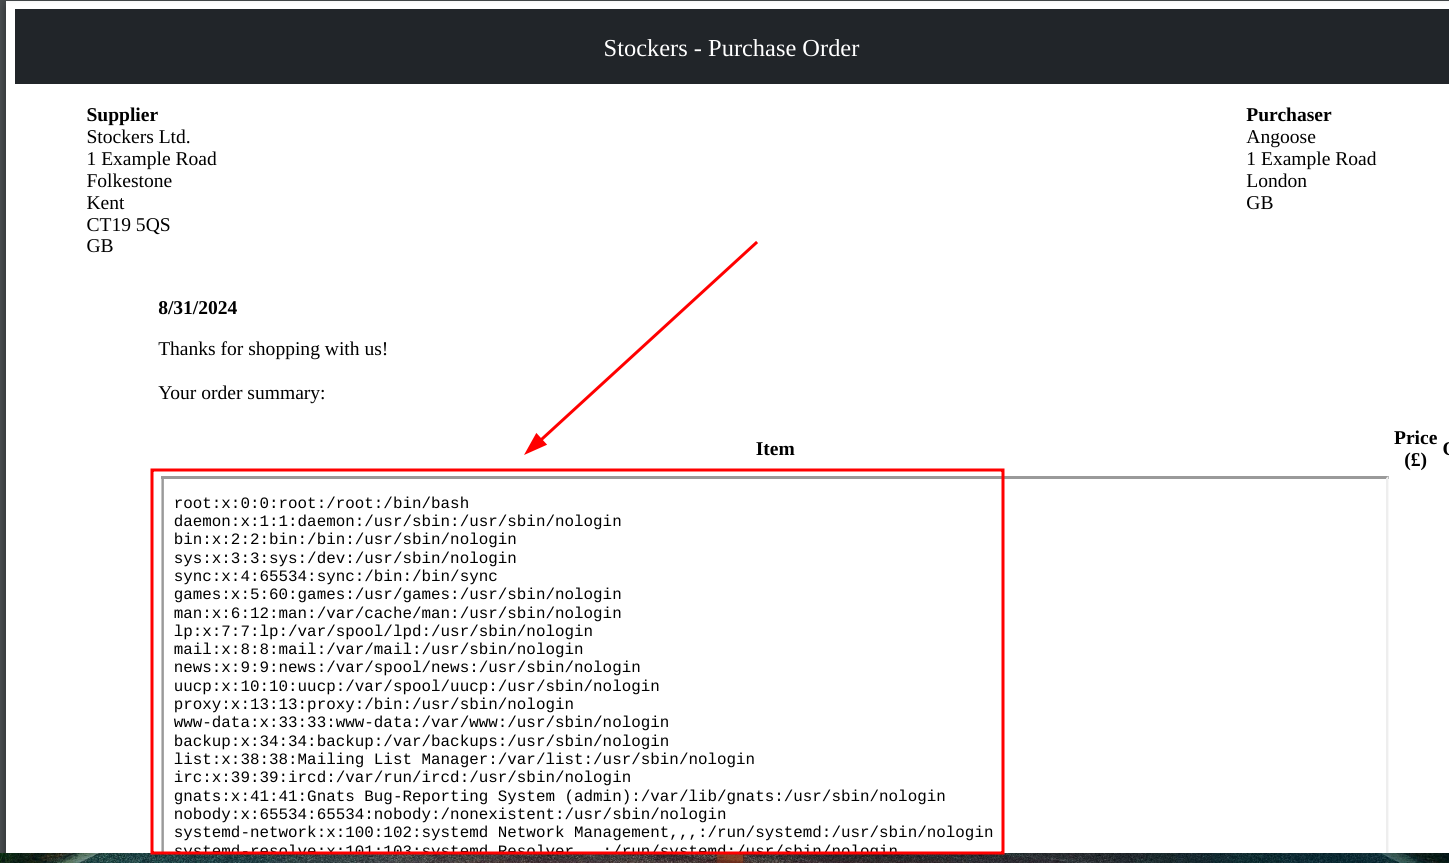 Stockers - Purchase Order
Supplier
Stockers Ltd.
1 Example Road
Folkestone
Kent
CT19 5QS
GB
Purchaser
Angoose
1 Example Road
London
GB
8/31/2024
Thanks for shopping with us!
Your order summary:
Item
Price
(£)
root:x:0:0:root:/root:/bin/bash
daemon:x:1:1:daemon:/usr/sbin:/usr/sbin/nologin
bin:x:2:2:bin:/bin:/usr/sbin/nologin
sys:x:3:3:sys:/dev:/usr/sbin/nologin
sync:x:4:65534:sync:/bin:/bin/sync
games:x:5:60:games:/usr/games:/usr/sbin/nologin
man:x:6:12:man:/var/cache/man:/usr/sbin/nologin
lp:x:7:7:lp:/var/spool/lpd:/usr/sbin/nologin
mail:x:8:8:mail:/var/mail:/usr/sbin/nologin
news:x:9:9:news:/var/spool/news:/usr/sbin/nologin
uucp:x:10:10:uucp:/var/spool/uucp:/usr/sbin/nologin
proxy:x:13:13:proxy:/bin:/usr/sbin/nologin
www-data:x:33:33:www-data:/var/www:/usr/sbin/nologin
backup:x:34:34:backup:/var/backups:/usr/sbin/nologin
list:x:38:38:Mailing List Manager:/var/list:/usr/sbin/nologin
irc:x:39:39:ircd:/var/run/ircd:/usr/sbin/nologin
gnats:x:41:41:Gnats Bug-Reporting System (admin):/var/lib/gnats:/usr/sbin/nologin
nobody:x:65534:65534:nobody:/nonexistent:/usr/sbin/nologin
systemd-network:x:100:102:systemd Network Management,,,:/run/systemd:/usr/sbin/nologin
systemd-resolve:x:101:103:systemd Resolver,,,:/run/systemd:/usr/sbin/nologin